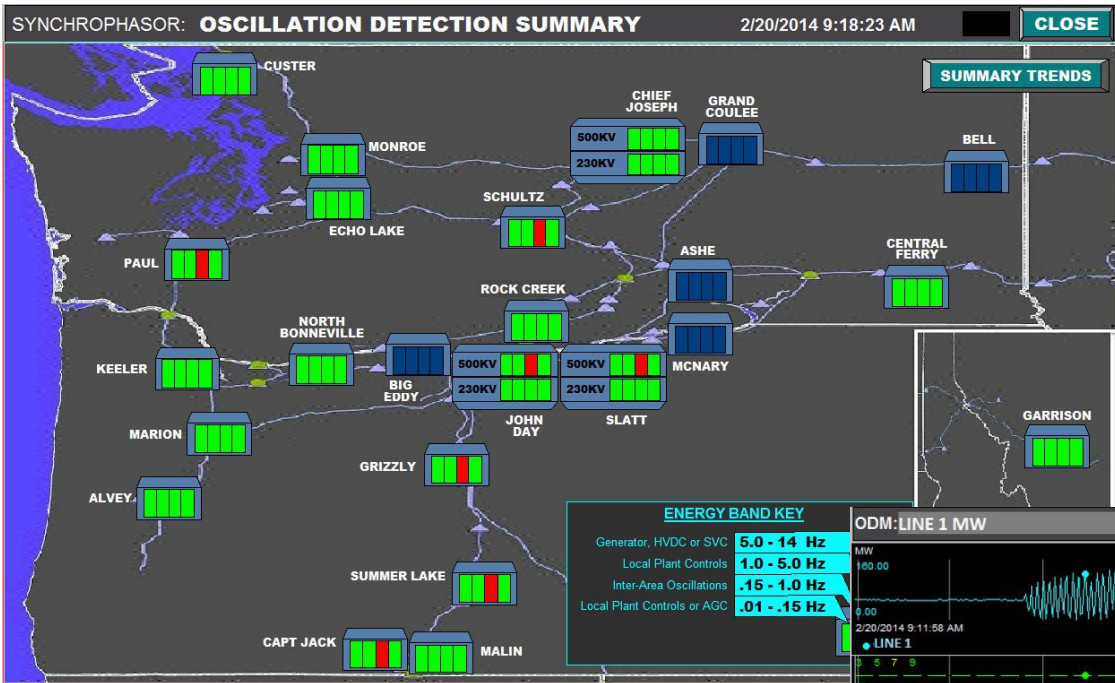 SYNCHROPHASOR: OSCILLATION DETECTION SUMMARY 2/20/2014 9:18:23 AM CLOSE
SUMMARY TRENDS
CUSTER
MONROE
ECHO LAKE
CHIEF
JOSEPH
500KV
230KV
GRAND
COULEE
BELL
SCHULTZ
PAUL
ASHE
CENTRAL
FERRY
ROCK CREEK
NORTH
BONNEVILLE
KEELER
BIG
EDDY
500KV
230KV
JOHN
DAY
500KV
230KV
SLATT
MCNARY
MARION
GARRISON
GRIZZLY
ALVEY
SUMMER LAKE
CAPT JACK
MALIN
ENERGY BAND KEY
Generator, HVDC or SVC 5.0 - 14 Hz
Local Plant Controls 1.0 - 5.0 Hz
Inter-Area Oscillations .15 - 1.0 Hz
Local Plant Controls or AGC .01 - .15 Hz
ODM: LINE 1 MW
MW
160.00
0.00
2/20/2014 9:11:58 AM
LINE 1
3 5 7 9